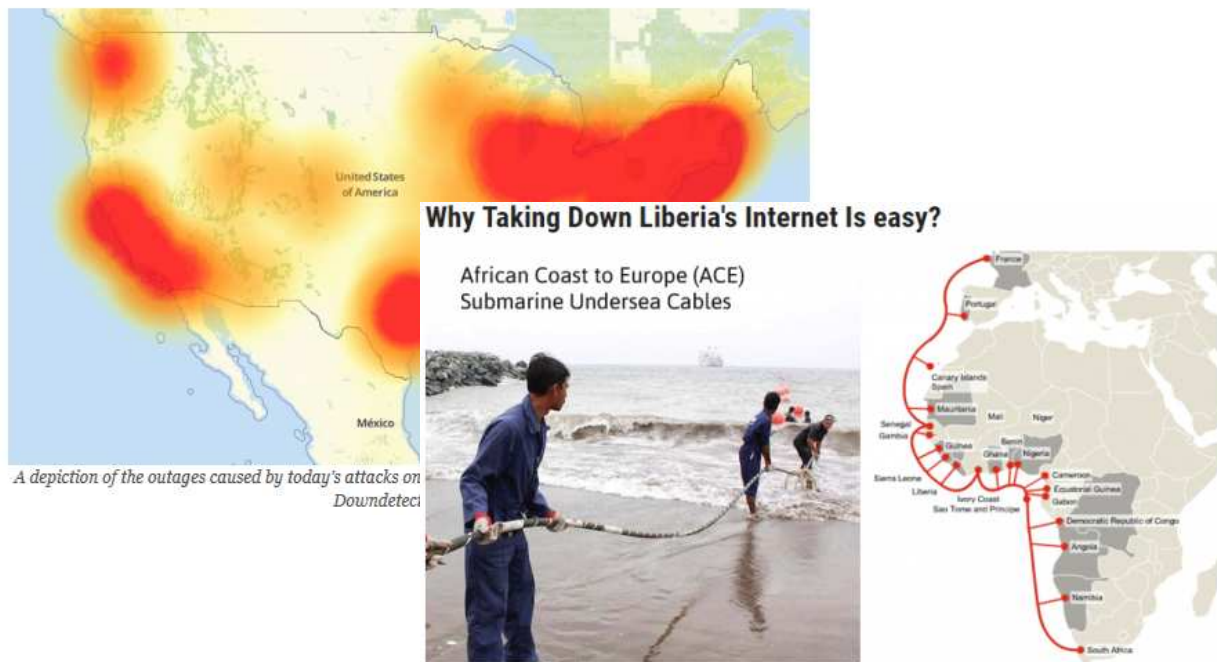 United States
of America
México
A depiction of the outages caused by today's attacks on
Downdetect
Why Taking Down Liberia's Internet Is easy?
African Coast to Europe (ACE)
Submarine Undersea Cables
France
Portugal
Canary Islands
Spain
Mauritania
Mali
Niger
Senegal
Gambia
Guinea
Benin
Ghana
Nigeria
Sierra Leone
Liberia
Ivory Coast
Sao Tome and Principe
Cameroon
Equatorial Guinea
Gabon
Democratic Republic of Congo
Angola
Namibia
South Africa